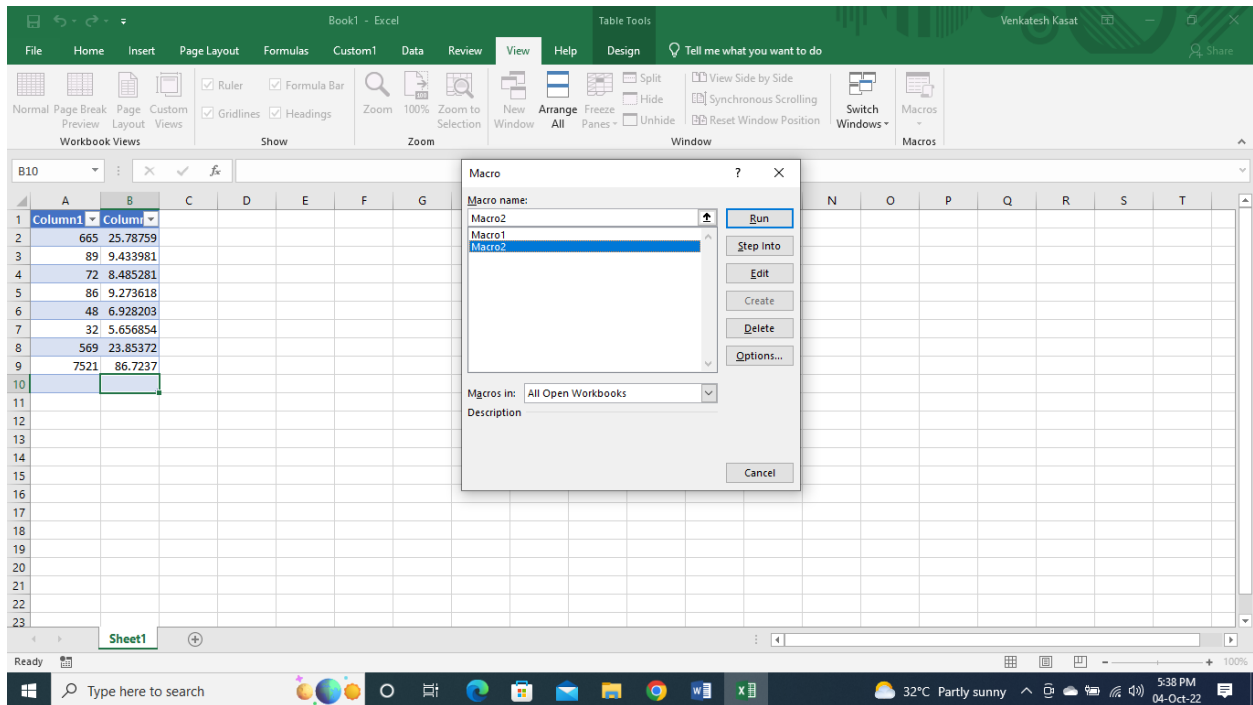 Book1 - Excel Table Tools Venkatesh Kasat
File Home Insert Page Layout Formulas Custom1 Data Review View Help Design Tell me what you want to do Share
Normal Page Break Preview Page Layout Custom Views
Ruler Formula Bar
Gridlines Headings
Zoom 100% Zoom to Selection
New Window Arrange All Freeze Panes
Split
Hide
Unhide
View Side by Side
Synchronous Scrolling
Reset Window Position
Switch Windows Macros
Workbook Views Show Zoom Window Macros
B10 fx
A B C D E F G N O P Q R S T
1 Column1 Column
2 665 25.78759
3 89 9.433981
4 72 8.485281
5 86 9.273618
6 48 6.928203
7 32 5.656854
8 569 23.85372
9 7521 86.7237
10
11
12
13
14
15
16
17
18
19
20
21
22
23
Macro ?
Macro name:
Macro2
Macro1
Macro2
Run
Step Into
Edit
Create
Delete
Options...
Macros in: All Open Workbooks
Description
Cancel
Sheet1
Ready 100%
Type here to search 32°C Partly sunny 5:38 PM
04-Oct-22